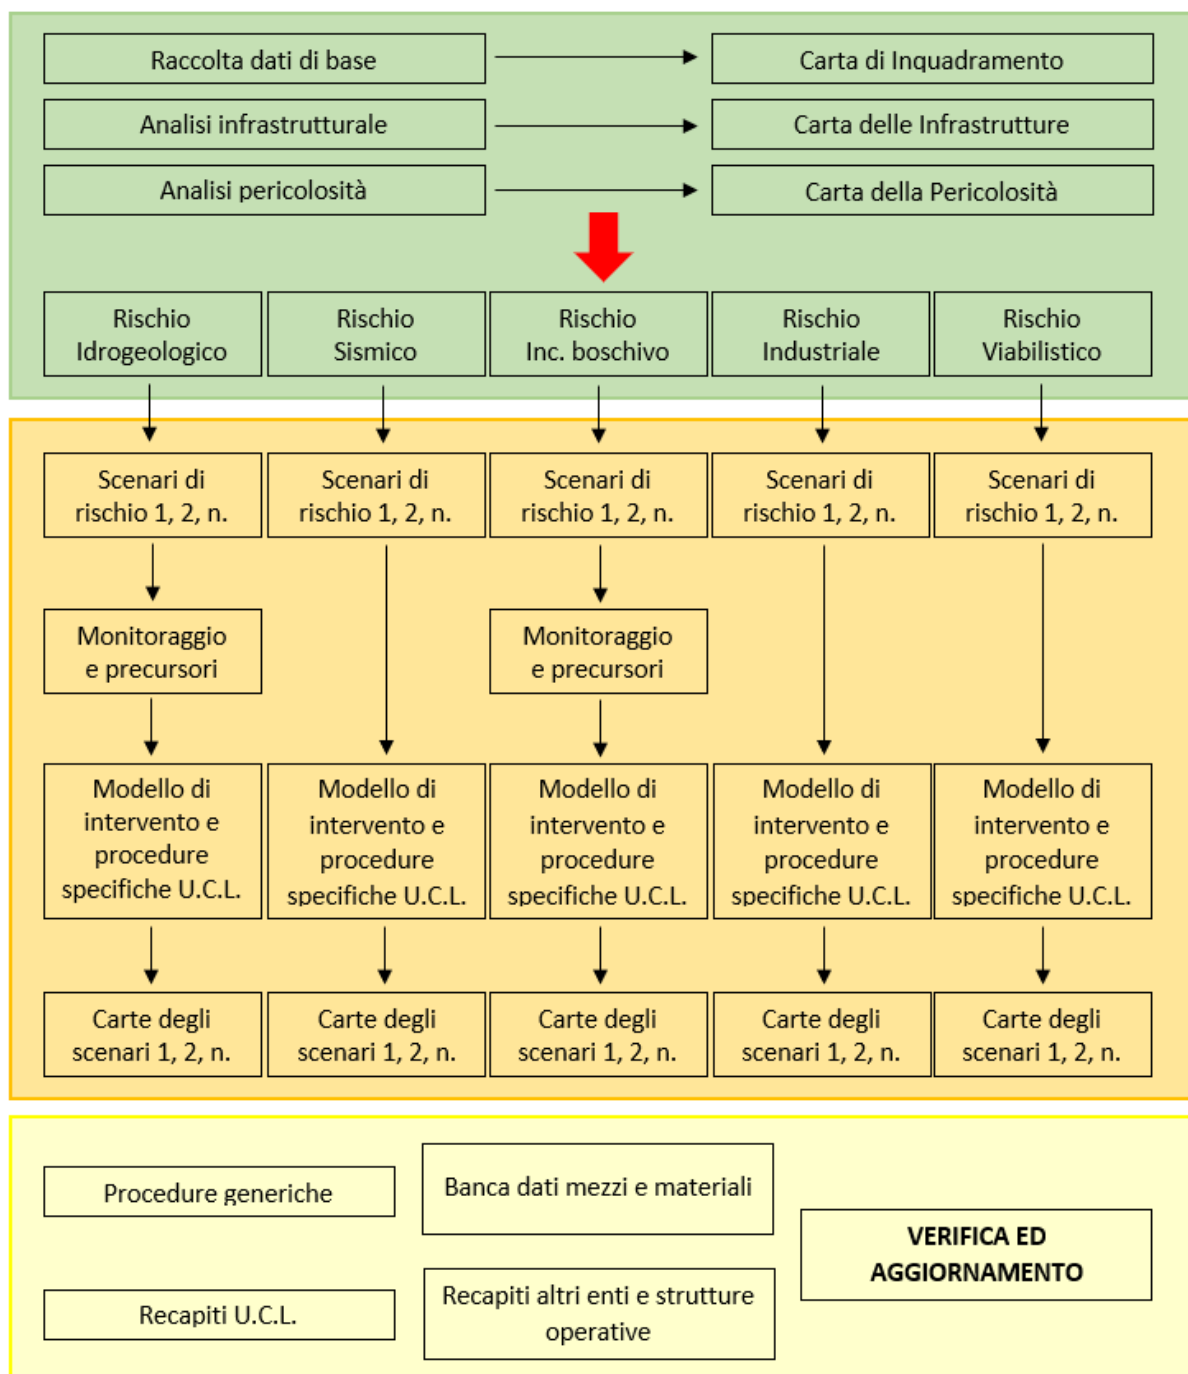 Raccolta dati di base
Carta di Inquadramento
Analisi infrastrutturale
Carta delle Infrastrutture
Analisi pericolosità
Carta della Pericolosità
Rischio
Idrogeologico
Rischio
Sismico
Rischio
Inc. boschivo
Rischio
Industriale
Rischio
Viabilistico
Scenari di
rischio 1, 2, n.
Scenari di
rischio 1, 2, n.
Scenari di
rischio 1, 2, n.
Scenari di
rischio 1, 2, n.
Scenari di
rischio 1, 2, n.
Monitoraggio
e precursori
Monitoraggio
e precursori
Modello di
intervento e
procedure
specifiche U.C.L.
Modello di
intervento e
procedure
specifiche U.C.L.
Modello di
intervento e
procedure
specifiche U.C.L.
Modello di
intervento e
procedure
specifiche U.C.L.
Modello di
intervento e
procedure
specifiche U.C.L.
Carte degli
scenari 1, 2, n.
Carte degli
scenari 1, 2, n.
Carte degli
scenari 1, 2, n.
Carte degli
scenari 1, 2, n.
Carte degli
scenari 1, 2, n.
Procedure generiche
Banca dati mezzi e materiali
VERIFICA ED
AGGIORNAMENTO
Recapiti U.C.L.
Recapiti altri enti e strutture
operative